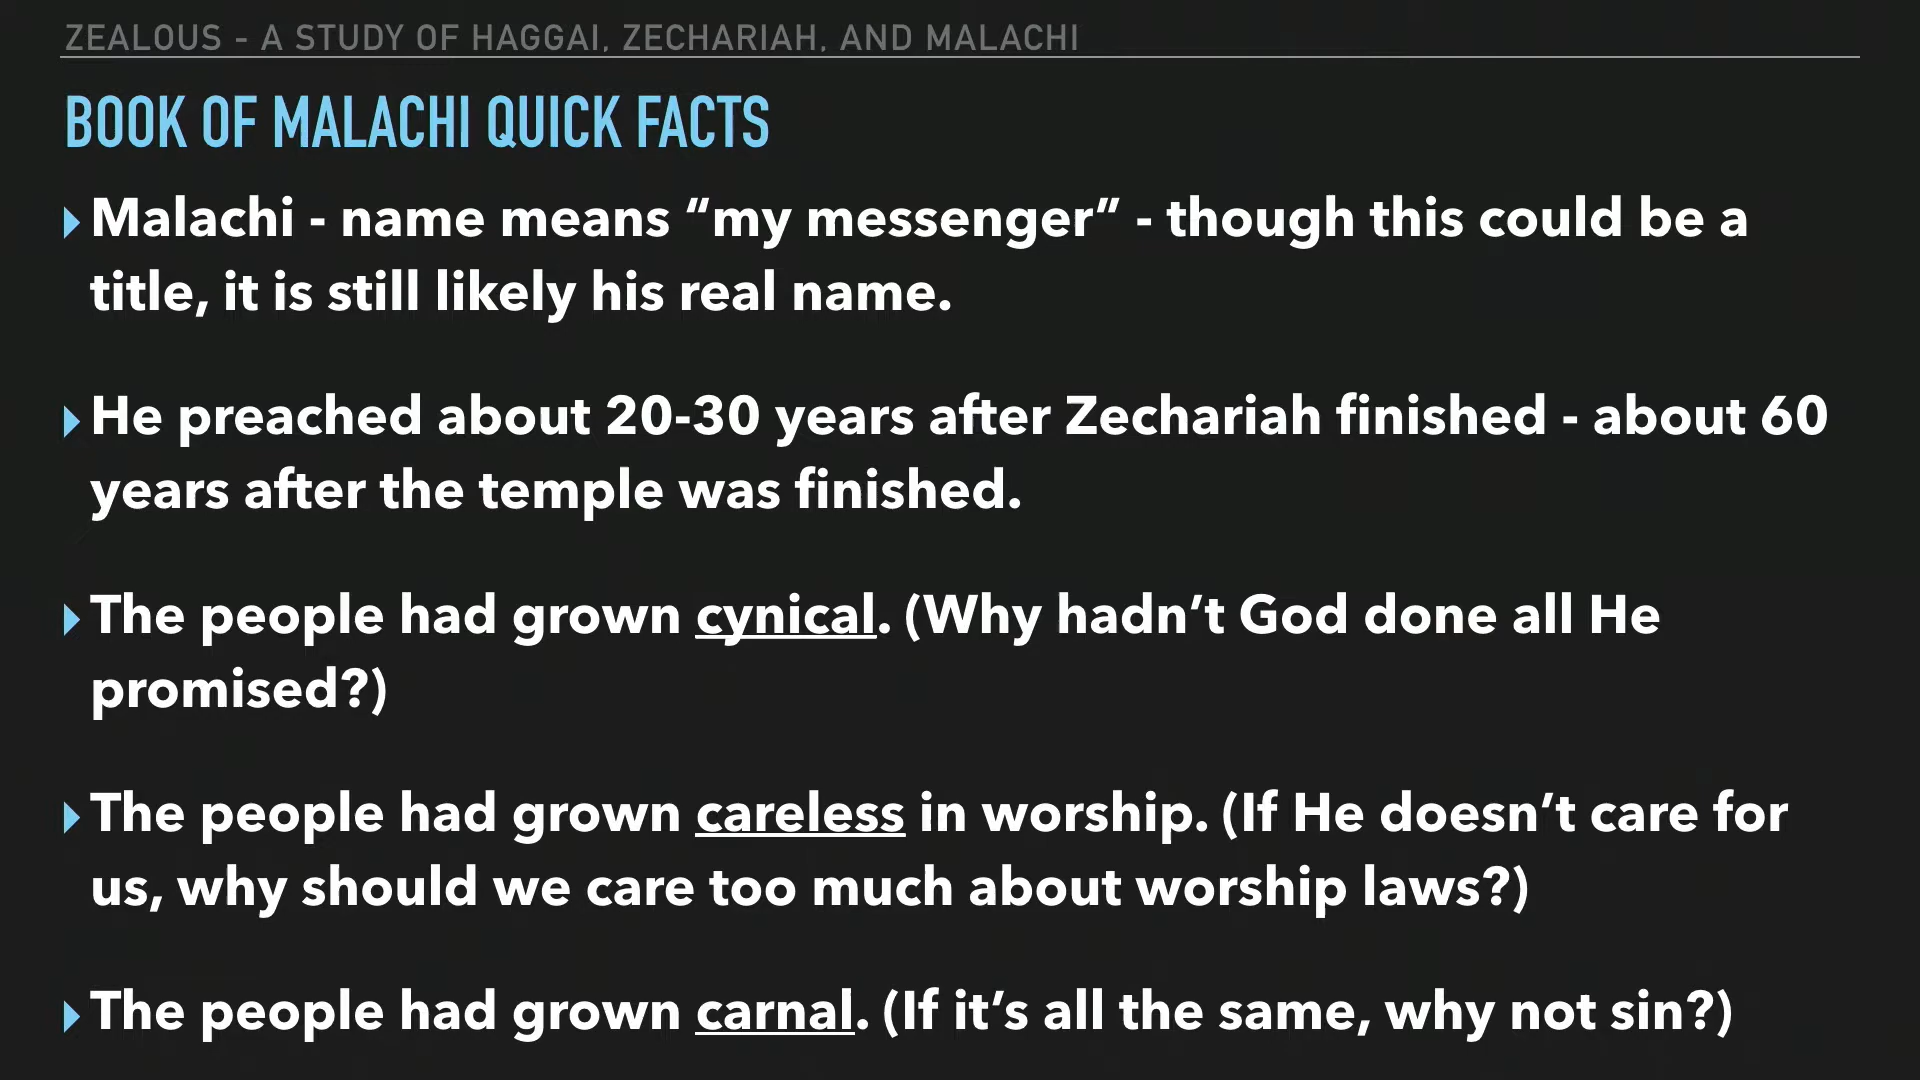 ZEALOUS - A STUDY OF HAGGAI, ZECHARIAH, AND MALACHI
BOOK OF MALACHI QUICK FACTS
▸Malachi - name means “my messenger” - though this could be a
title, it is still likely his real name.
▸He preached about 20-30 years after Zechariah finished - about 60
years after the temple was finished.
▸The people had grown cynical. (Why hadn’t God done all He
promised?)
▸The people had grown careless in worship. (If He doesn’t care for
us, why should we care too much about worship laws?)
▸The people had grown carnal. (If it’s all the same, why not sin?)